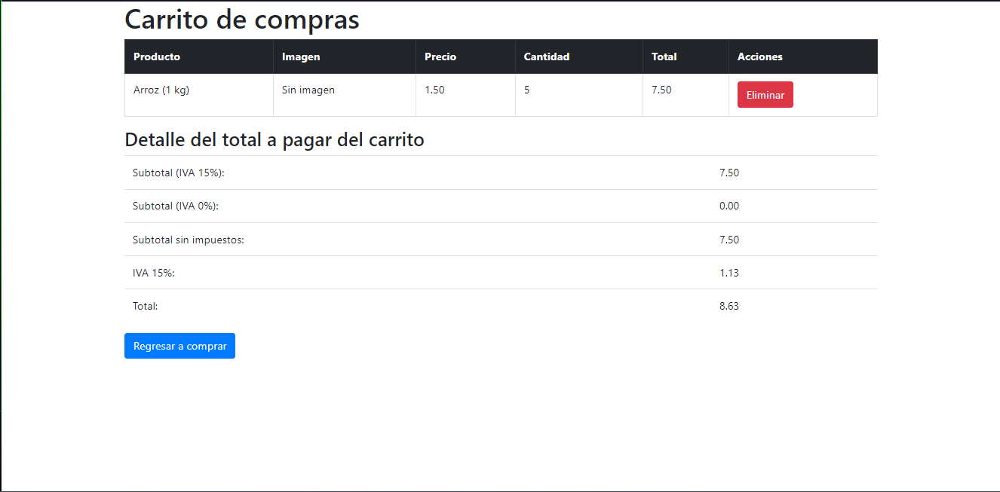 Carrito de compras
Producto Imagen Precio Cantidad Total Acciones
Arroz (1 kg) Sin imagen 1.50 5 7.50 Eliminar
Detalle del total a pagar del carrito
Subtotal (IVA 15%): 7.50
Subtotal (IVA 0%): 0.00
Subtotal sin impuestos: 7.50
IVA 15%: 1.13
Total: 8.63
Regresar a comprar